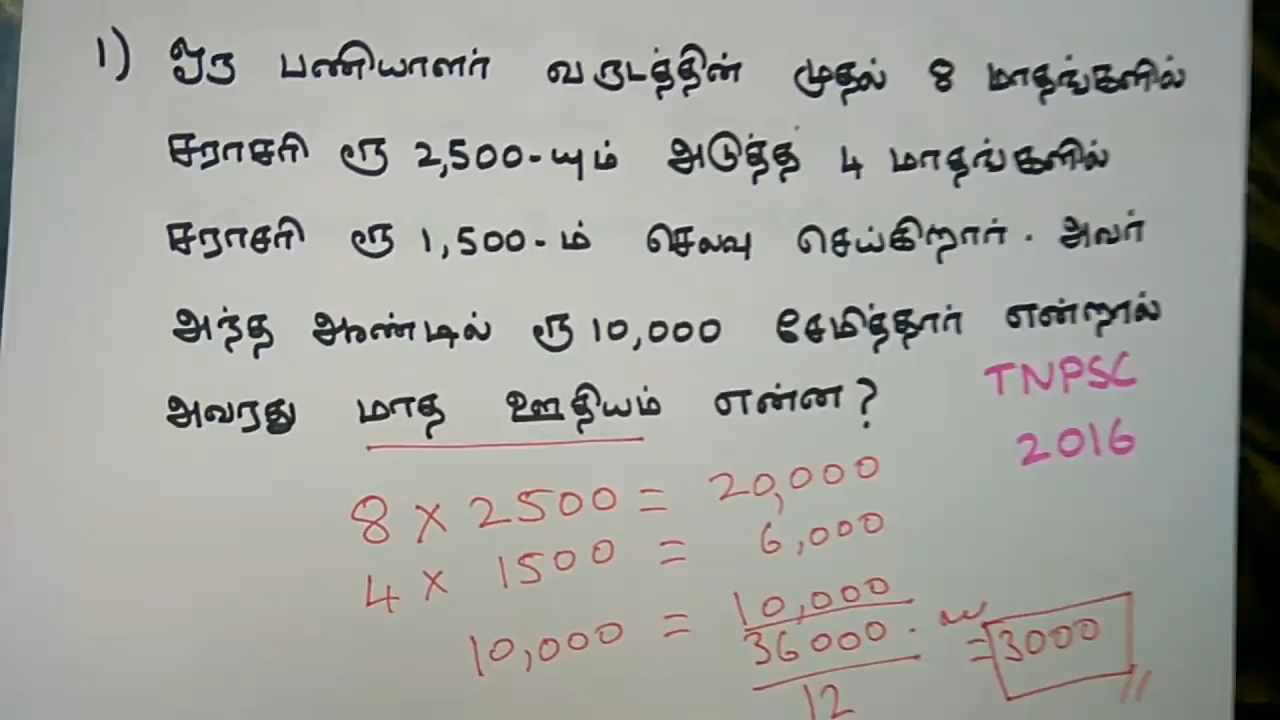 1) ஒரு பணியாளர் வருடத்தின் முதல் 8 மாதங்களில்
சராசரி ரூ 2,500-யும் அடுத்த 4 மாதங்களில்
சராசரி ரூ 1,500-ம் செலவு செய்கிறார். அவர்
அந்த ஆண்டில் ரூ 10,000 சேமித்தார் என்றால்
அவரது மாத ஊதியம் என்ன?
TNPSC
2016
8 × 2500 = 20,000
4 × 1500 = 6,000
10,000 = 10,000
36000 = 3000
12